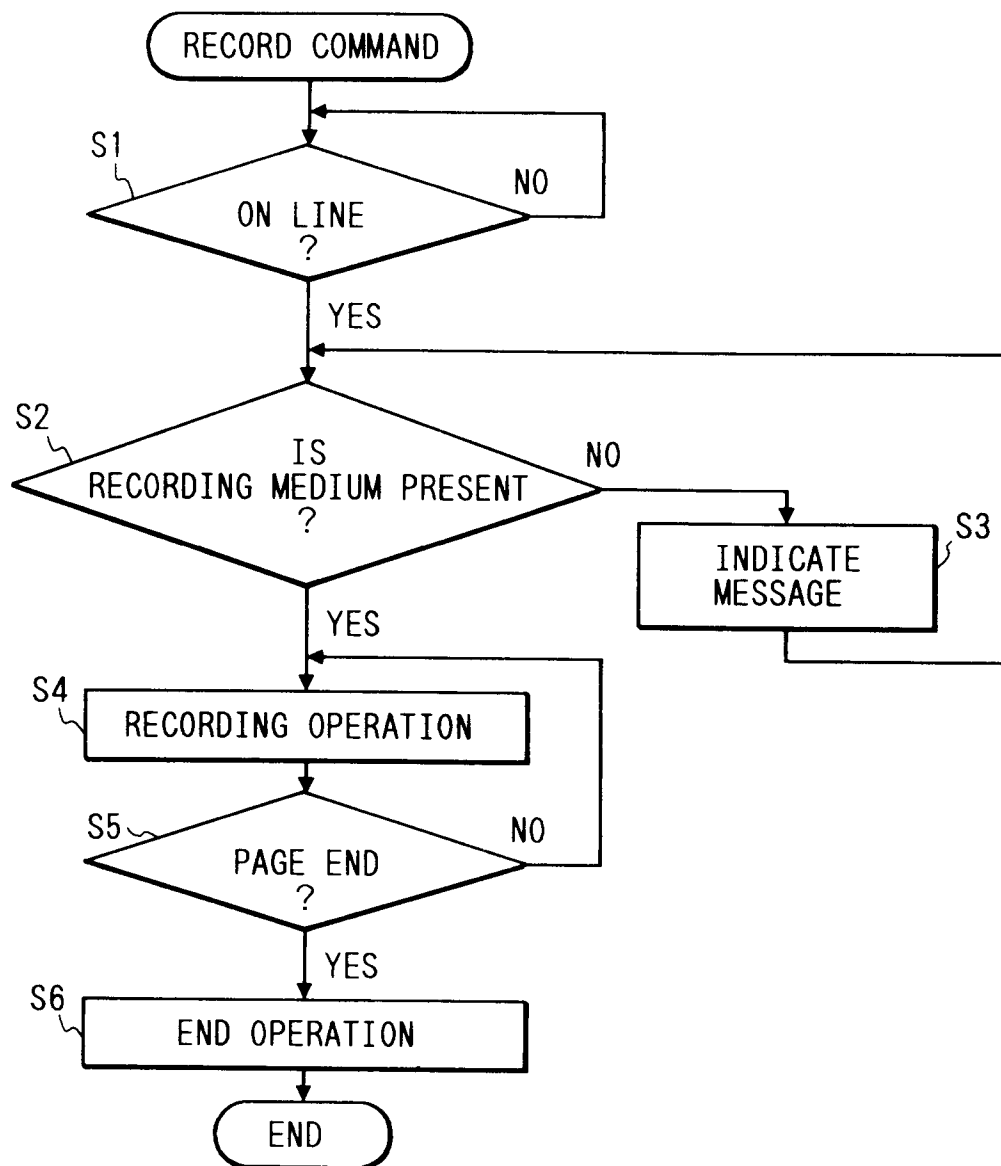 RECORD COMMAND
S1
NO
ON LINE
?
YES
S2
IS
NO
RECORDING MEDIUM PRESENT
?
S3
INDICATE
MESSAGE
YES
S4
RECORDING OPERATION
S5
NO
PAGE END
?
YES
S6
END OPERATION
END